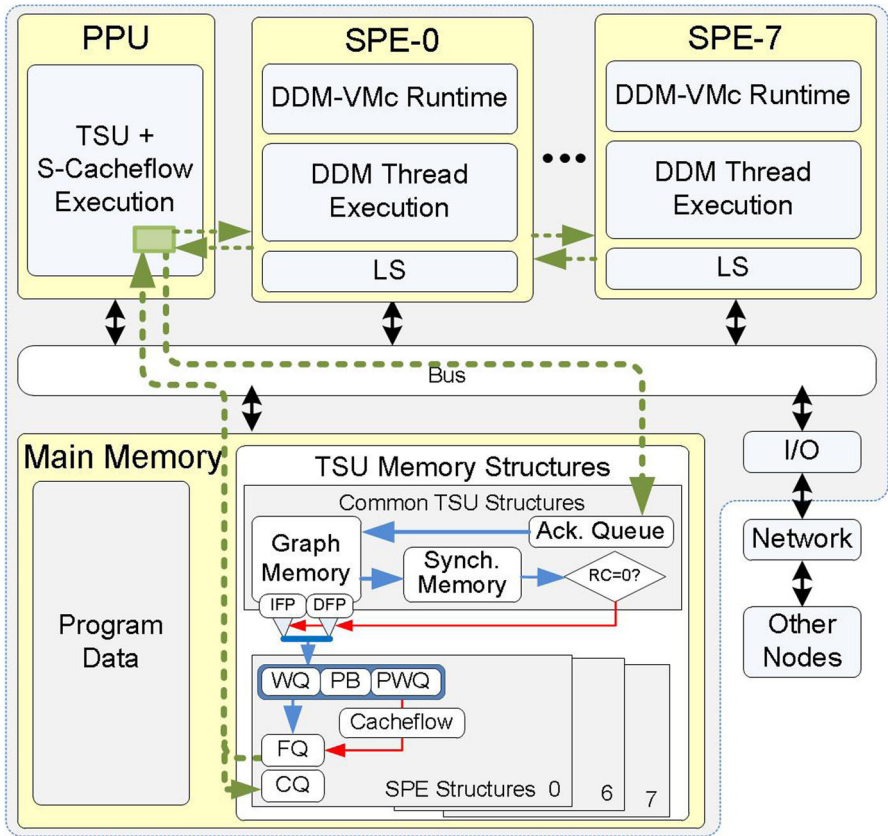 PPU
TSU +
S-Cacheflow
Execution
SPE-0
DDM-VMc Runtime
DDM Thread
Execution
LS
SPE-7
DDM-VMc Runtime
DDM Thread
Execution
LS
Bus
Main Memory
Program
Data
TSU Memory Structures
Common TSU Structures
Ack. Queue
Graph
Memory
Synch.
Memory
RC=0?
IFP DFP
WQ PB PWQ
Cacheflow
FQ
CQ
SPE Structures 0
6
7
I/O
Network
Other
Nodes